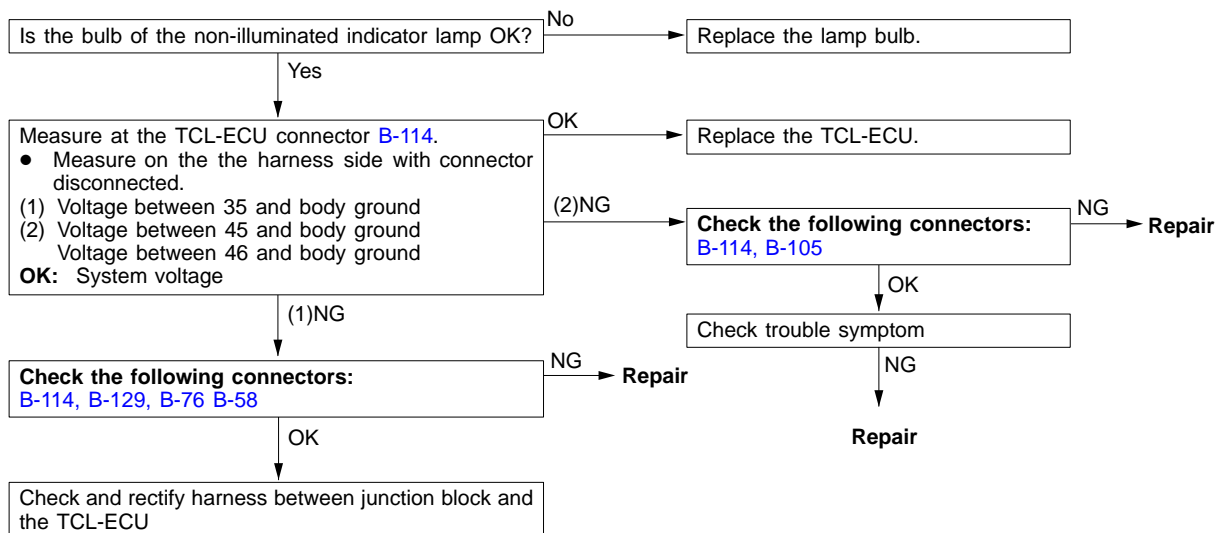 Is the bulb of the non-illuminated indicator lamp OK?
No
Replace the lamp bulb.
Yes
Measure at the TCL-ECU connector B-114.
● Measure on the the harness side with connector
disconnected.
(1) Voltage between 35 and body ground
(2) Voltage between 45 and body ground
Voltage between 46 and body ground
OK: System voltage
OK
Replace the TCL-ECU.
(2)NG
Check the following connectors:
B-114, B-105
NG
Repair
OK
Check trouble symptom
NG
Repair
(1)NG
Check the following connectors:
B-114, B-129, B-76 B-58
NG
Repair
OK
Check and rectify harness between junction block and
the TCL-ECU